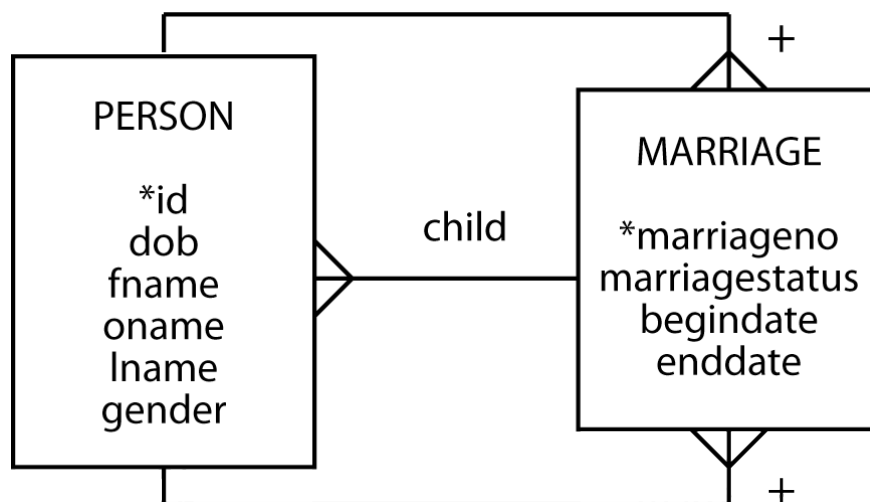 +
PERSON
*id
dob
fname
oname
lname
gender
child
MARRIAGE
*marriageno
marriagestatus
begindate
enddate
+